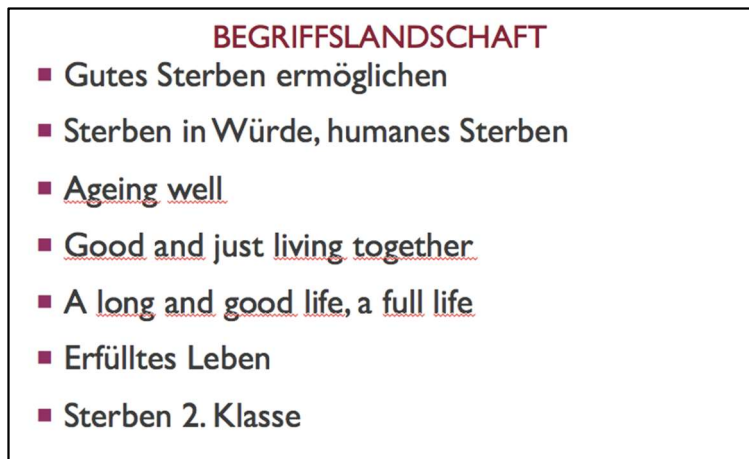 BEGRIFFSLANDSCHAFT
Gutes Sterben ermöglichen
Sterben in Würde, humanes Sterben
Ageing well
Good and just living together
A long and good life, a full life
Erfülltes Leben
Sterben 2. Klasse